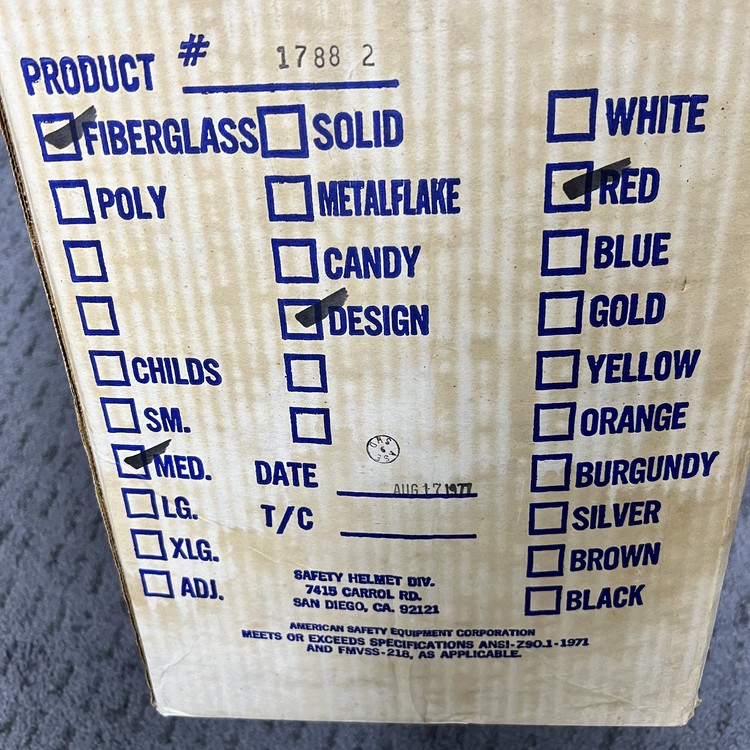 PRODUCT # 1788 2
FIBERGLASS
POLY
CHILDS
SM.
MED.
LG.
XLG.
ADJ.
SOLID
METALFLAKE
CANDY
DESIGN
DATE AUG 17 1977
T/C
WHITE
RED
BLUE
GOLD
YELLOW
ORANGE
BURGUNDY
SILVER
BROWN
BLACK
SAFETY HELMET DIV.
7415 CARROL RD.
SAN DIEGO, CA. 92121
AMERICAN SAFETY EQUIPMENT CORPORATION
MEETS OR EXCEEDS SPECIFICATIONS ANSI-Z90.1-1971
AND FMVSS-218, AS APPLICABLE.